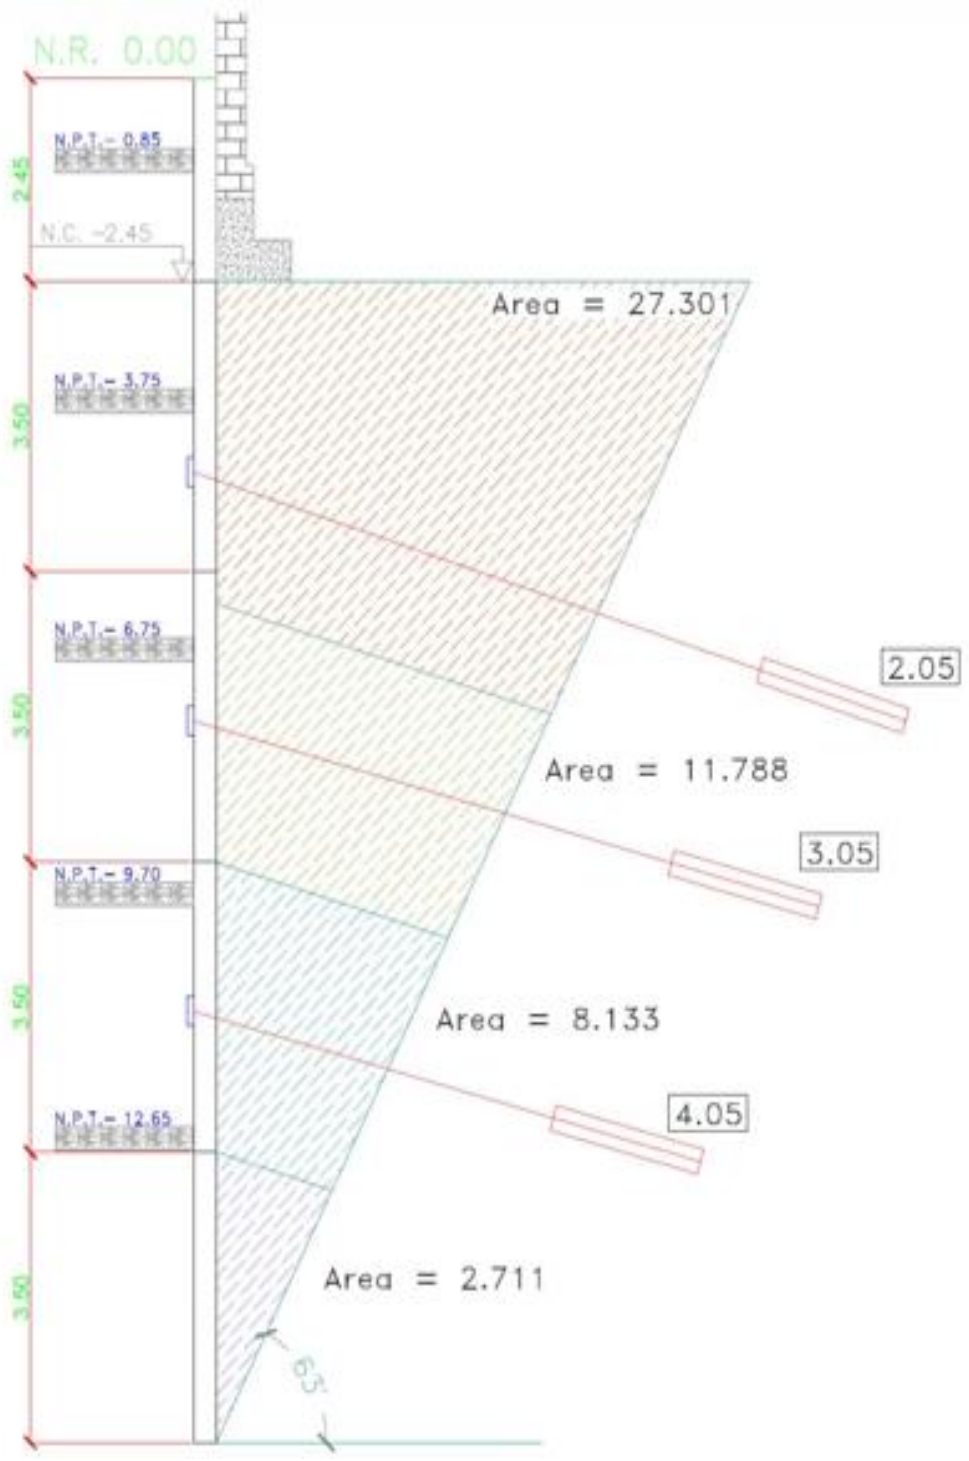 N.R. 0.00
N.P.T.- 0.85
2.45
N.C. -2.45
Area = 27.301
N.P.T.- 3.75
3.50
N.P.T.- 6.75
2.05
3.50
Area = 11.788
3.05
N.P.T.- 9.70
3.50
Area = 8.133
4.05
N.P.T.- 12.65
Area = 2.711
3.50
63°